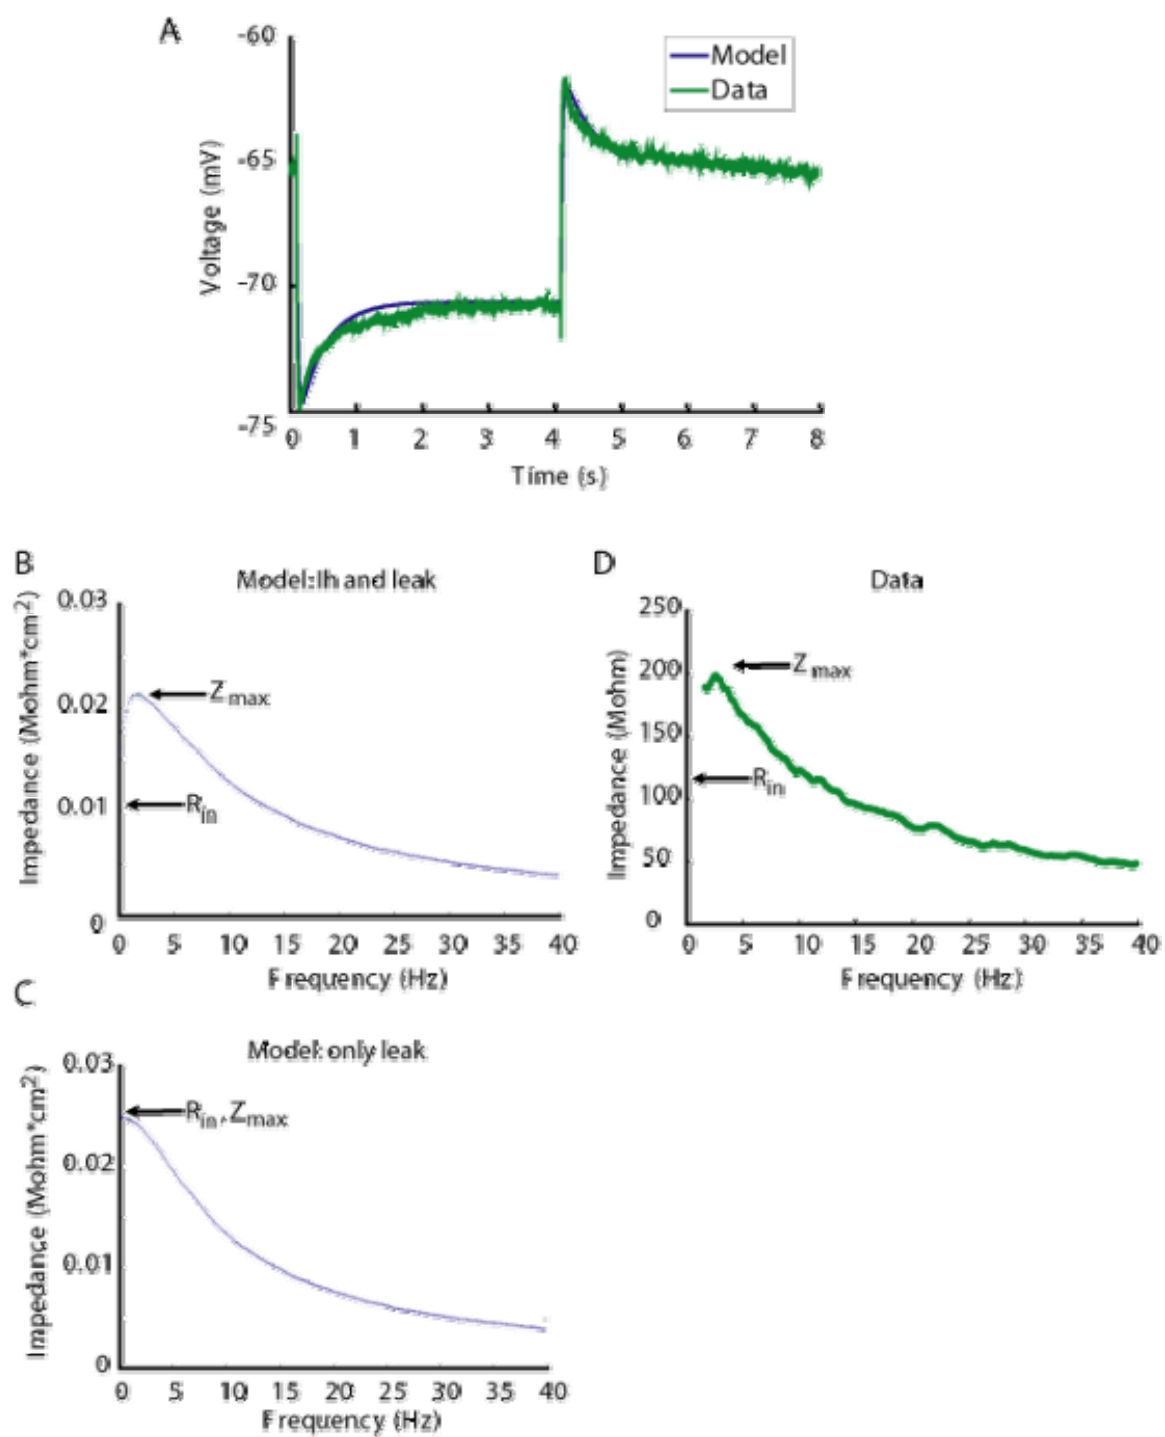 A
-60
-65
-70
-75
Voltage (mV)
Model
Data
0 1 2 3 4 5 6 7 8
Time (s)
B
Model:Ih and leak
0.03
0.02
0.01
0
Impedance (Mohm*cm2)
Zmax
Rin
0 5 10 15 20 25 30 35 40
Frequency (Hz)
D
Data
250
200
150
100
50
0
Impedance (Mohm)
Z max
Rin
0 5 10 15 20 25 30 35 40
Frequency (Hz)
C
Model: only leak
0.03
0.02
0.01
0
Impedance (Mohm*cm2)
Rin, Zmax
0 5 10 15 20 25 30 35 40
Frequency (Hz)